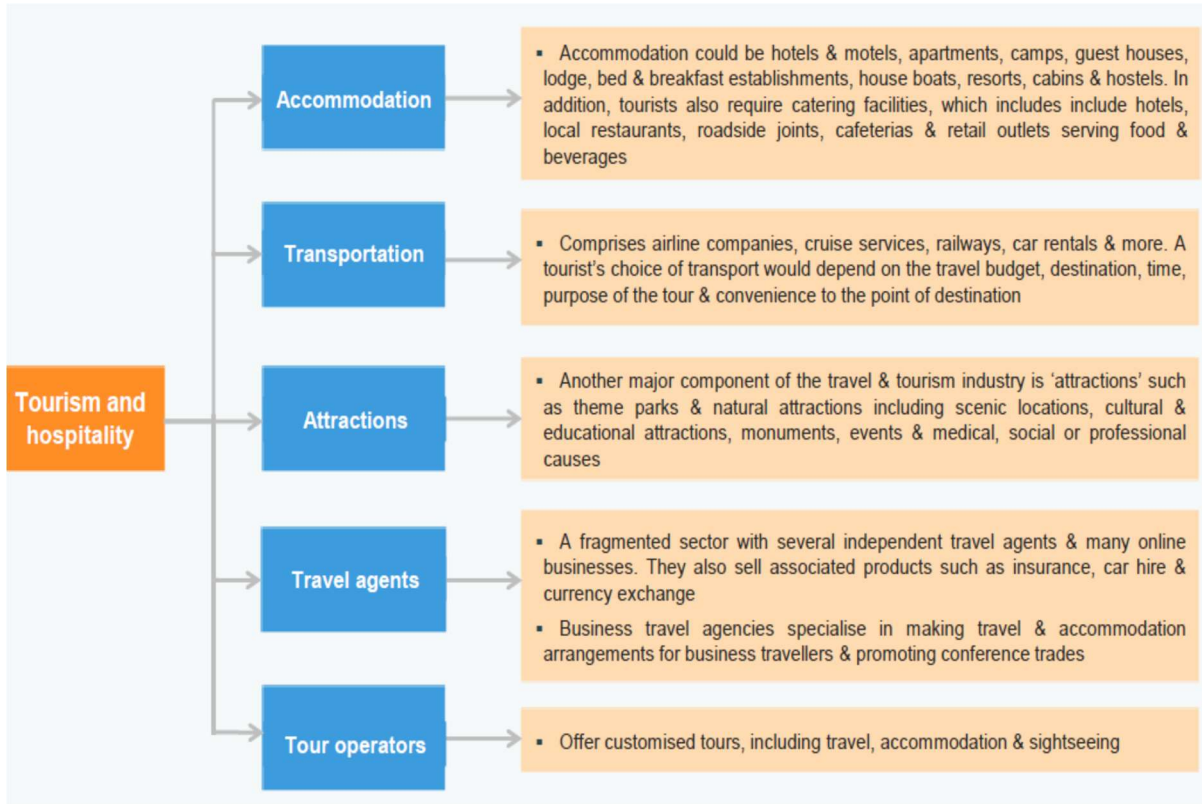 Accommodation
▪ Accommodation could be hotels & motels, apartments, camps, guest houses,
lodge, bed & breakfast establishments, house boats, resorts, cabins & hostels. In
addition, tourists also require catering facilities, which includes include hotels,
local restaurants, roadside joints, cafeterias & retail outlets serving food &
beverages
Transportation
▪ Comprises airline companies, cruise services, railways, car rentals & more. A
tourist's choice of transport would depend on the travel budget, destination, time,
purpose of the tour & convenience to the point of destination
Tourism and
hospitality
Attractions
▪ Another major component of the travel & tourism industry is ‘attractions’ such
as theme parks & natural attractions including scenic locations, cultural &
educational attractions, monuments, events & medical, social or professional
causes
Travel agents
▪ A fragmented sector with several independent travel agents & many online
businesses. They also sell associated products such as insurance, car hire &
currency exchange
▪ Business travel agencies specialise in making travel & accommodation
arrangements for business travellers & promoting conference trades
Tour operators
▪ Offer customised tours, including travel, accommodation & sightseeing